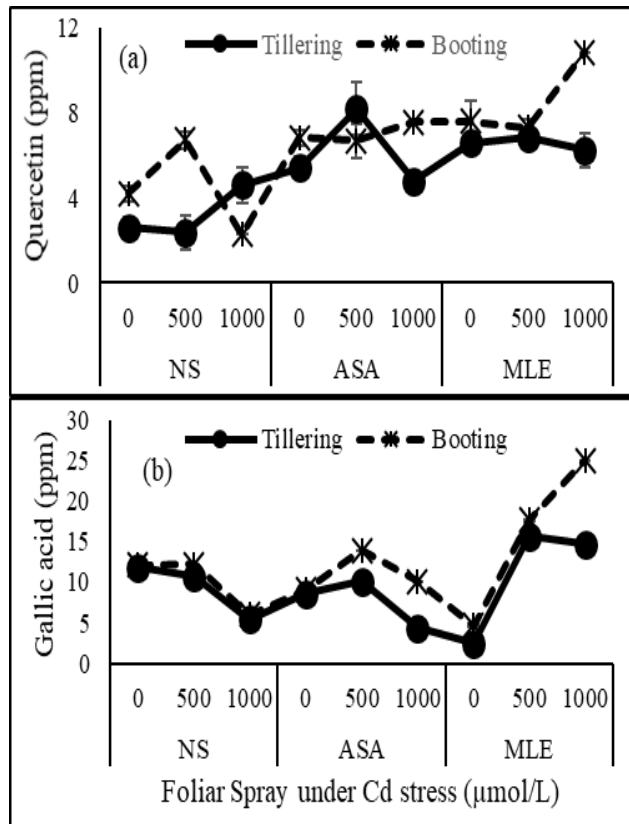 12
(a)
Tillering
Booting
Quercetin (ppm)
8
4
0
0 500 1000 0 500 1000 0 500 1000
NS ASA MLE
30
Tillering
Booting
25
(b)
Gallic acid (ppm)
20
15
10
5
0
0 500 1000 0 500 1000 0 500 1000
NS ASA MLE
Foliar Spray under Cd stress (µmol/L)